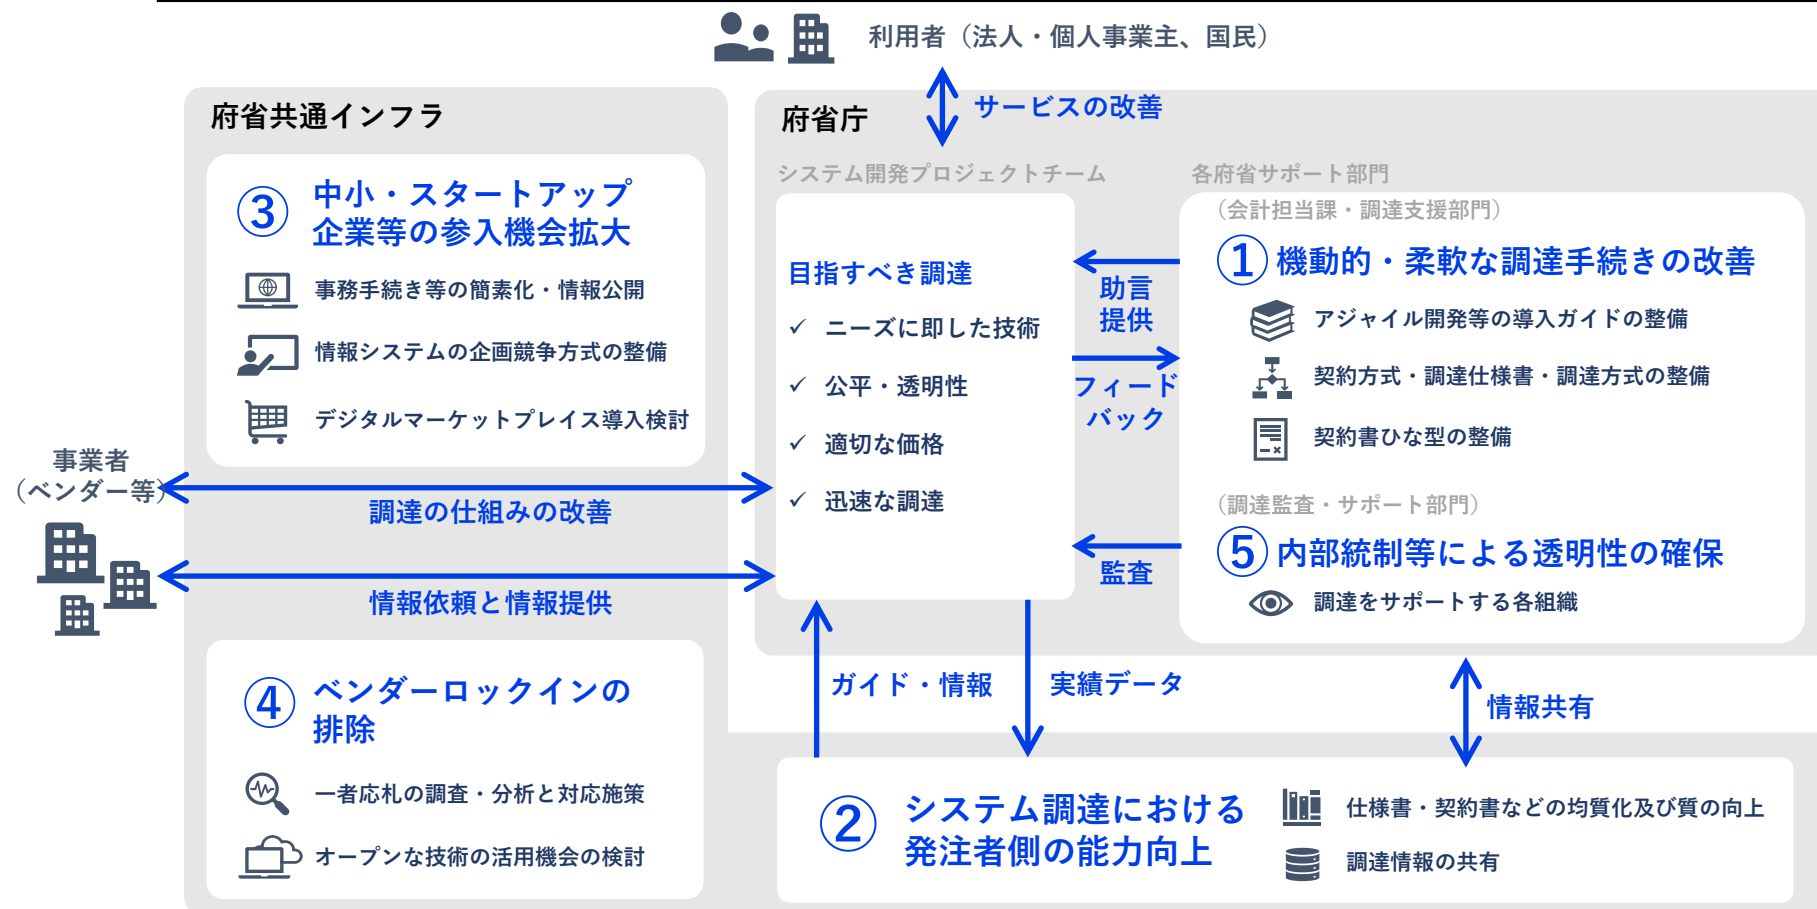 利用者（法人・個人事業主、国民）
サービスの改善
府省共通インフラ
③
中小・スタートアップ
企業等の参入機会拡大
事務手続き等の簡素化・情報公開
情報システムの企画競争方式の整備
デジタルマーケットプレイス導入検討
事業者
（ベンダー等）
調達の仕組みの改善
情報依頼と情報提供
④
ベンダーロックインの
排除
一者応札の調査・分析と対応施策
オープンな技術の活用機会の検討
府省庁
システム開発プロジェクトチーム
目指すべき調達
✓ ニーズに即した技術
✓ 公平・透明性
✓ 適切な価格
✓ 迅速な調達
助言
提供
フィード
バック
監査
各府省サポート部門
（会計担当課・調達支援部門）
①機動的・柔軟な調達手続きの改善
アジャイル開発等の導入ガイドの整備
契約方式・調達仕様書・調達方式の整備
契約書ひな型の整備
（調達監査・サポート部門）
⑤内部統制等による透明性の確保
調達をサポートする各組織
ガイド・情報
実績データ
情報共有
②
システム調達における
発注者側の能力向上
仕様書・契約書などの均質化及び質の向上
調達情報の共有